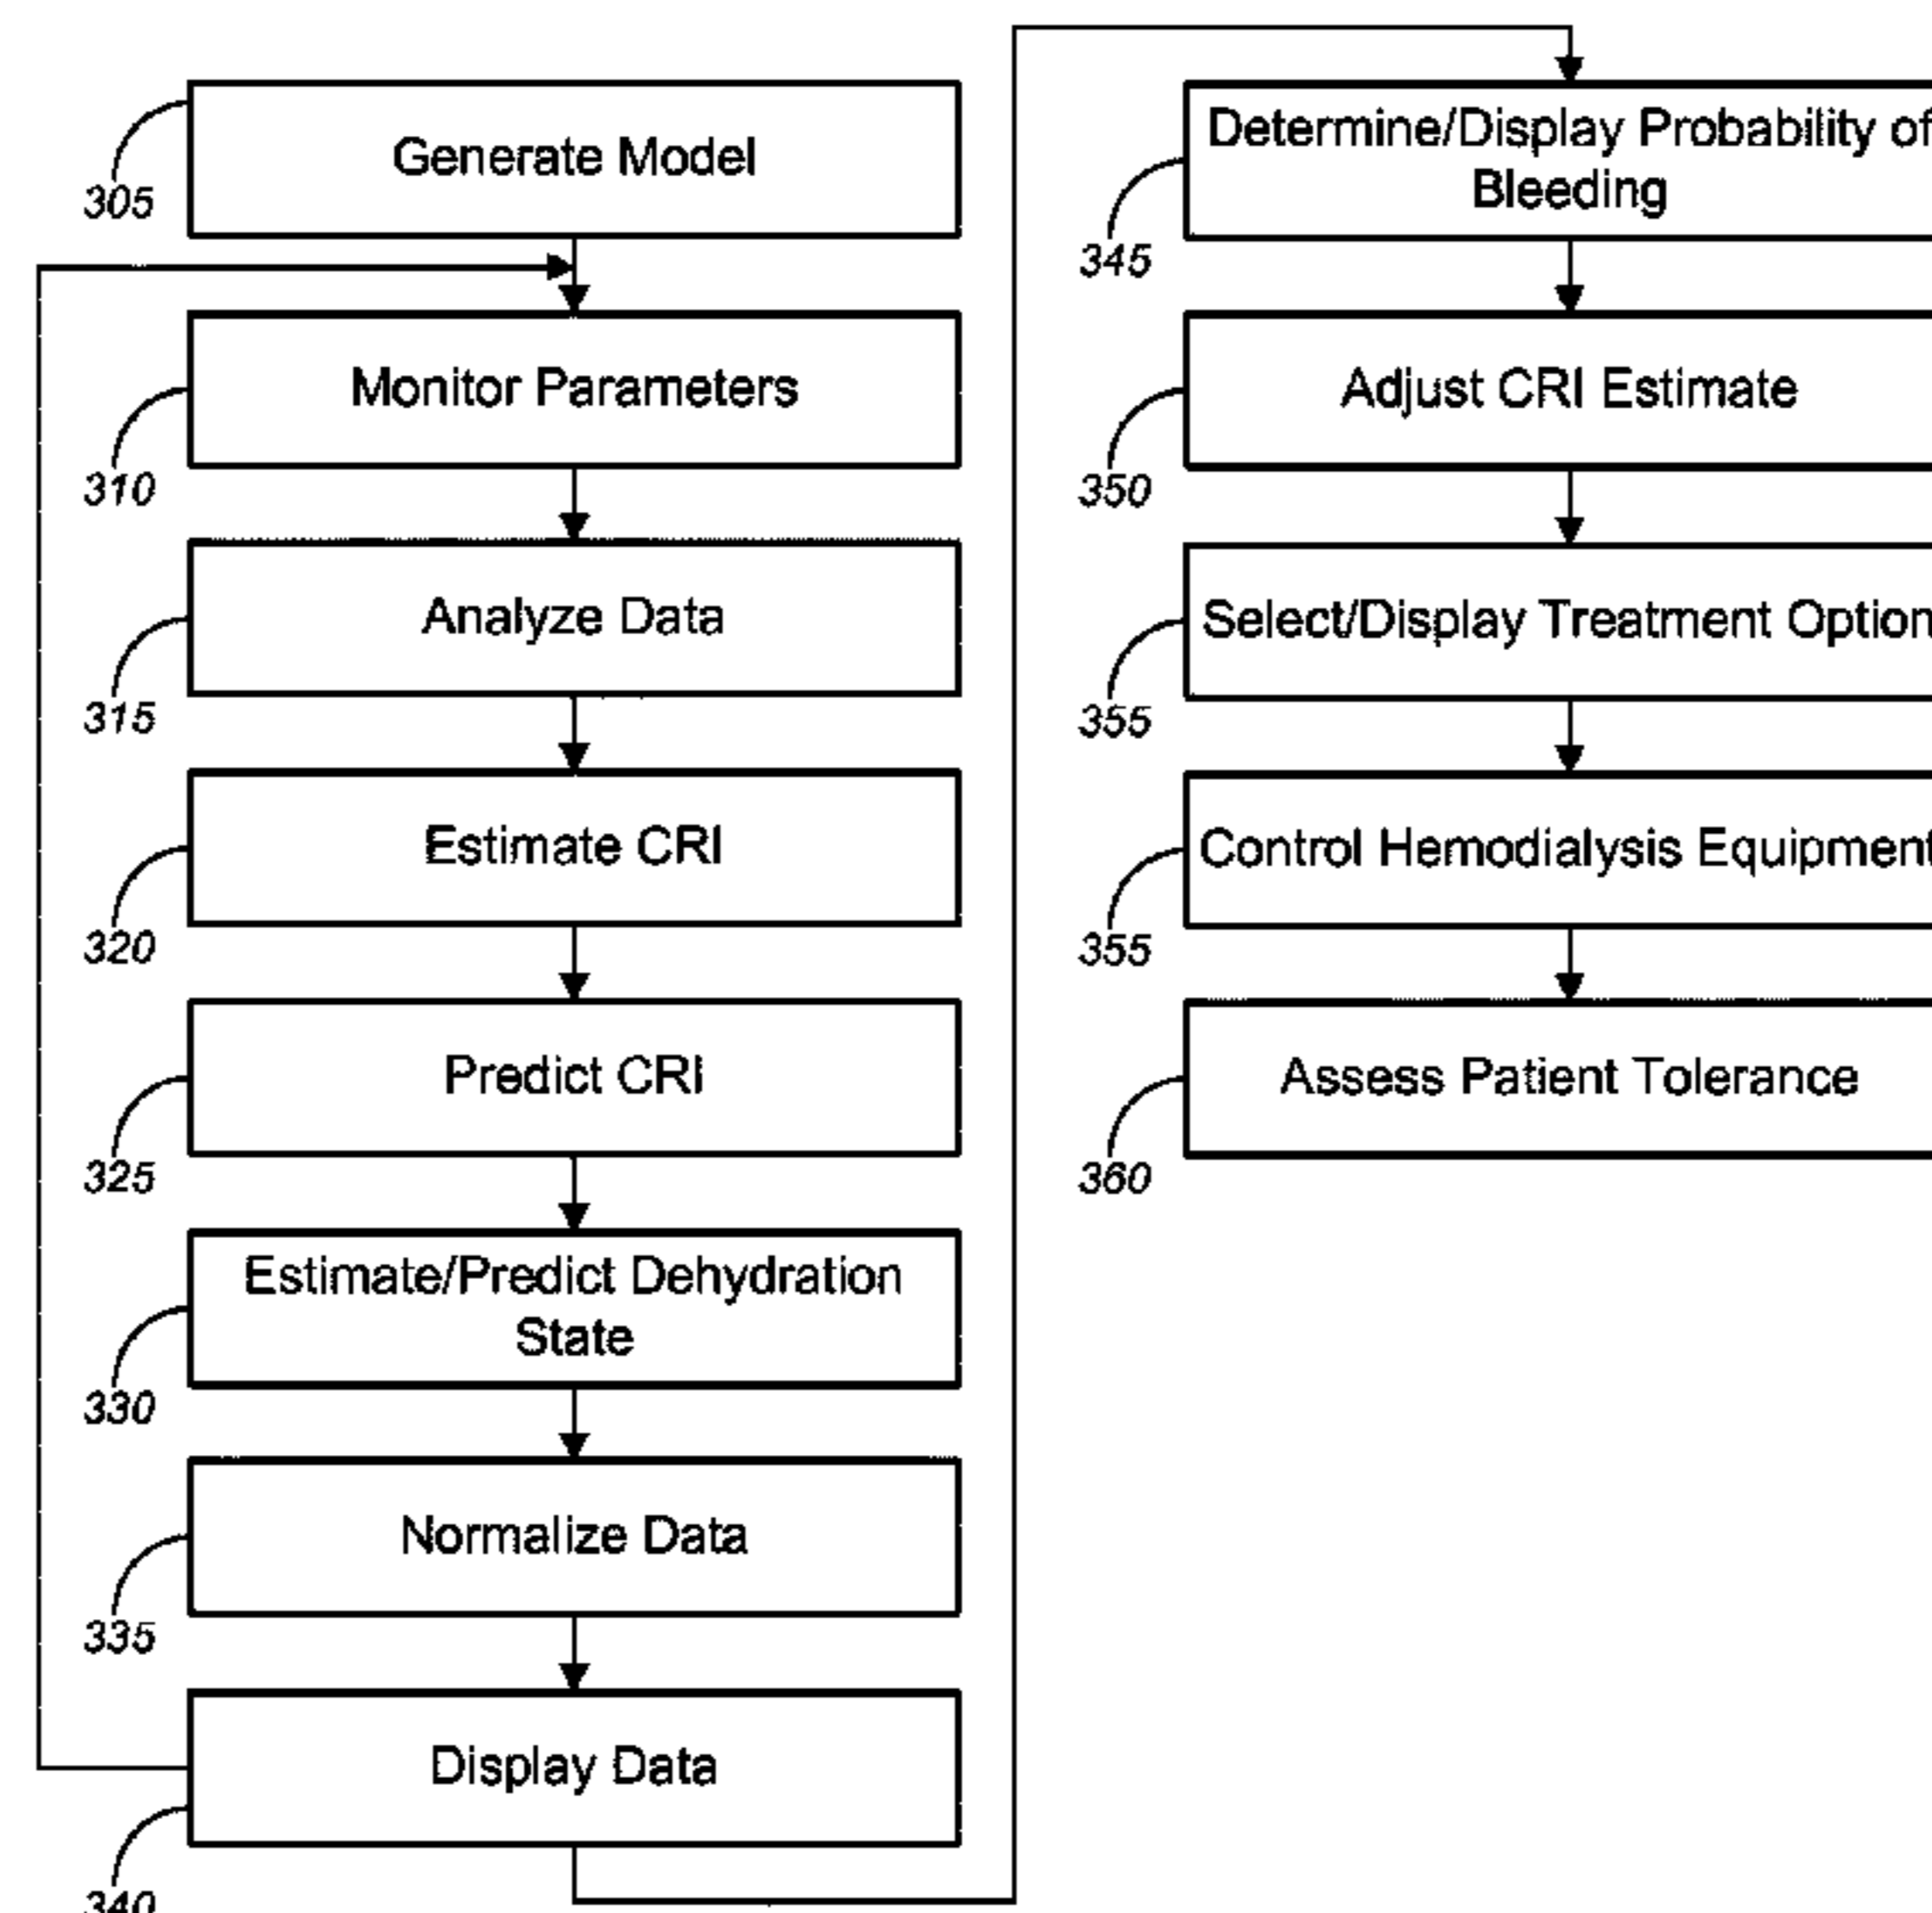 Generate Model
305
Monitor Parameters
310
Analyze Data
315
Estimate CRI
320
Predict CRI
325
Estimate/Predict Dehydration
State
330
Normalize Data
335
Display Data
340
Determine/Display Probability of
Bleeding
345
Adjust CRI Estimate
350
Select/Display Treatment Option
355
Control Hemodialysis Equipment
355
Assess Patient Tolerance
360